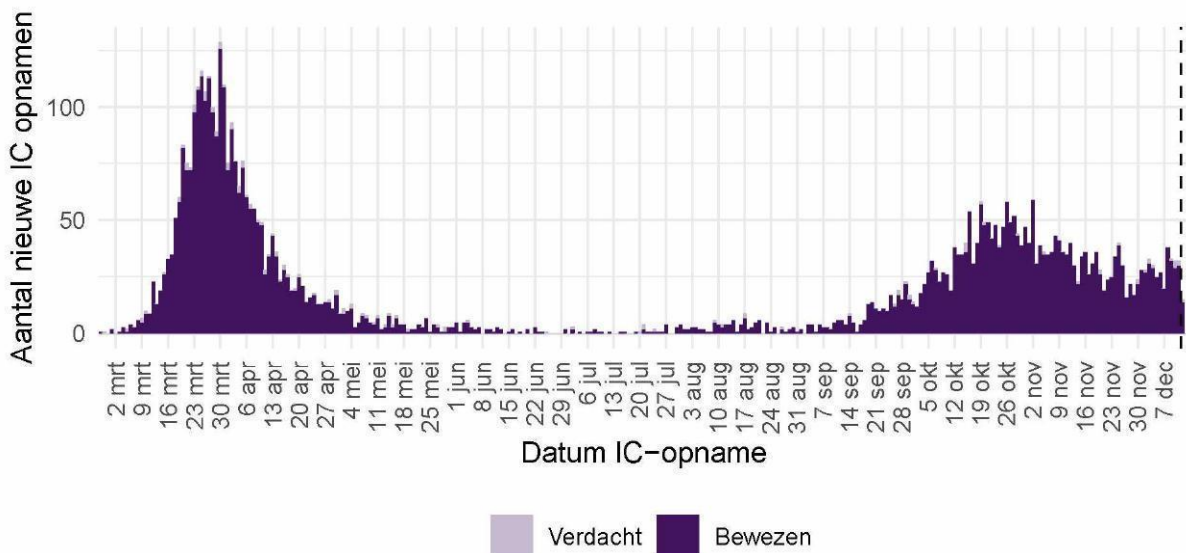 Aantal nieuwe IC opnamen
100
50
0
2 mrt
9 mrt
16 mrt
23 mrt
30 mrt
6 apr
13 apr
20 apr
27 apr
4 mei
11 mei
18 mei
25 mei
1 jun
8 jun
15 jun
22 jun
29 jun
6 jul
13 jul
20 jul
27 jul
3 aug
10 aug
17 aug
24 aug
31 aug
7 sep
14 sep
21 sep
28 sep
5 okt
12 okt
19 okt
26 okt
2 nov
9 nov
16 nov
23 nov
30 nov
7 dec
Datum IC−opname
Verdacht
Bewezen